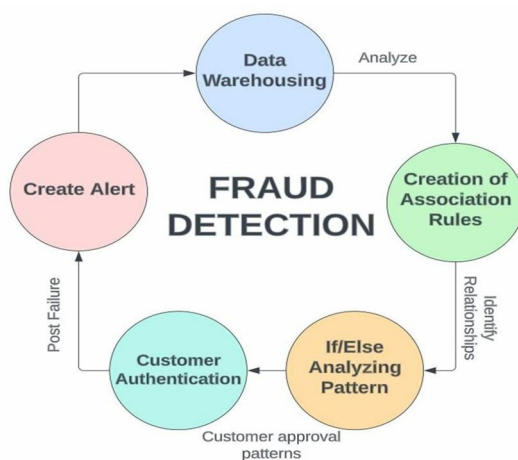 Data
Warehousing
Analyze
Creation of
Association
Rules
Identify
Relationships
If/Else
Analyzing
Pattern
Customer approval
patterns
Customer
Authentication
Post Failure
Create Alert
FRAUD
DETECTION